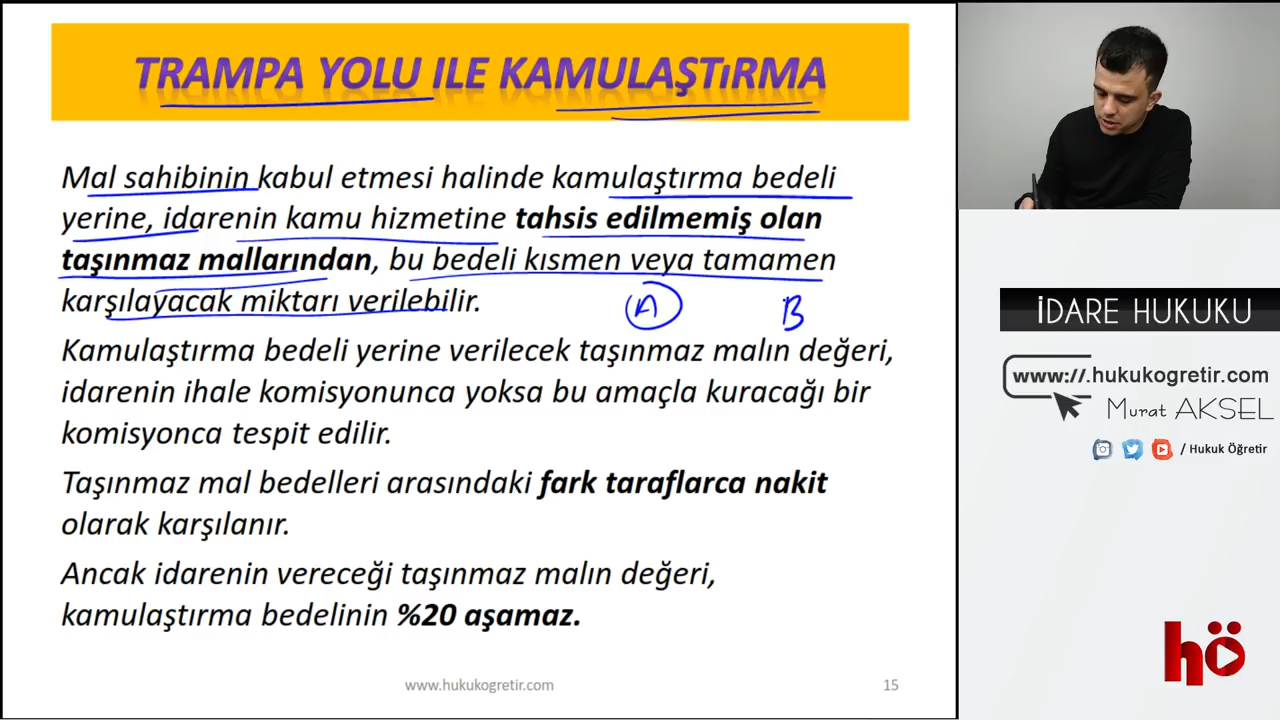 TRAMPA YOLU ILE KAMULAŞTıRMA
Mal sahibinin kabul etmesi halinde kamulaştırma bedeli
yerine, idarenin kamu hizmetine tahsis edilmemiş olan
taşınmaz mallarından, bu bedeli kısmen veya tamamen
karşılayacak miktarı verilebilir.
A B
Kamulaştırma bedeli yerine verilecek taşınmaz malın değeri,
idarenin ihale komisyonunca yoksa bu amaçla kuracağı bir
komisyonca tespit edilir.
Taşınmaz mal bedelleri arasındaki fark taraflarca nakit
olarak karşılanır.
Ancak idarenin vereceği taşınmaz malın değeri,
kamulaştırma bedelinin %20 aşamaz.
www.hukukogretir.com
15
İDARE HUKUKU
www://.hukukogretir.com
Murat AKSEL
/ Hukuk Öğretir
hö